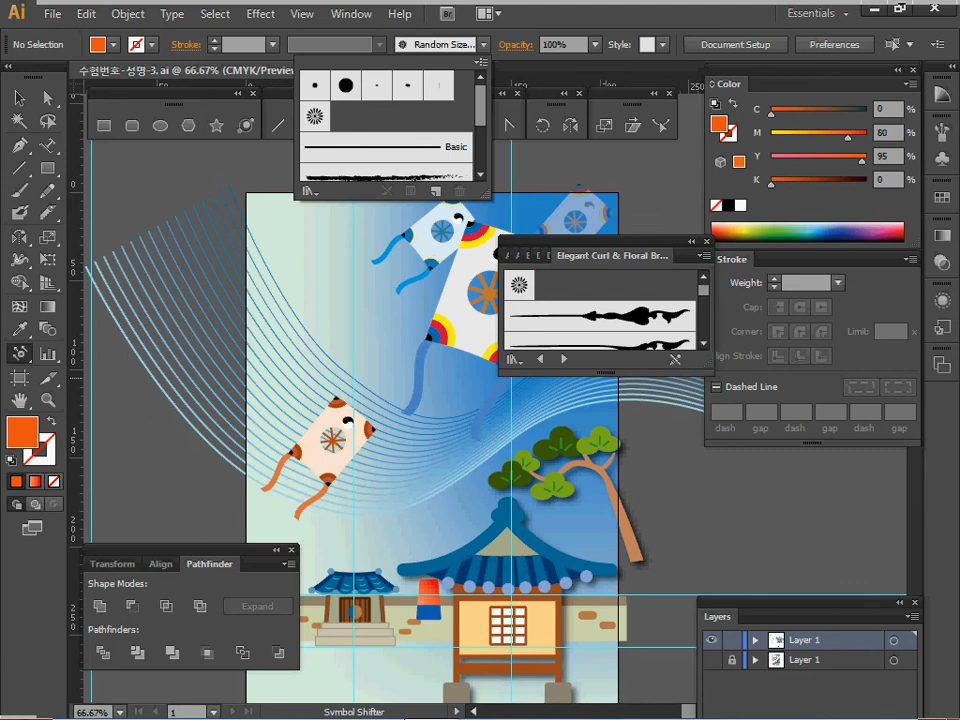 Ai File Edit Object Type Select Effect View Window Help Br Essentials
No Selection Stroke: Random Size... Opacity: 100% Style: Document Setup Preferences
수험번호-성명-3.ai @ 66.67% (CMYK/Preview
Color
C 0 %
M 60 %
Y 95 %
K 0 %
Basic
Elegant Curl & Floral Br...
Stroke
Weight:
Cap:
Corner: Limit: x
Align Stroke:
Dashed Line
dash gap dash gap dash gap
Transform Align Pathfinder
Shape Modes:
Expand
Pathfinders:
Layers
Layer 1
Layer 1
66.67% 1 Symbol Shifter